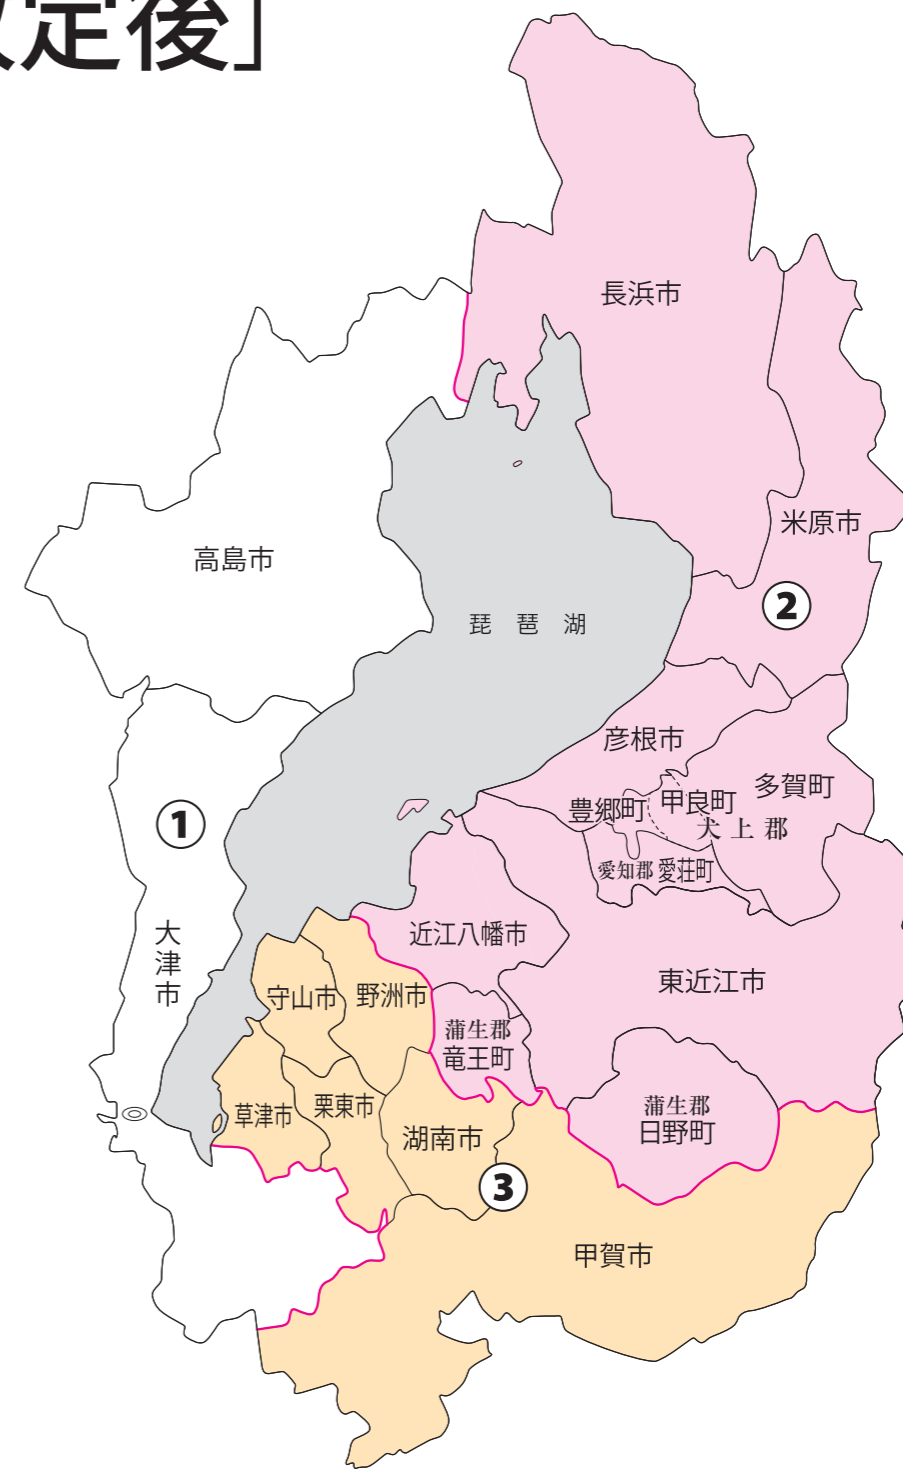 改定後］
長浜市
米原市
高島市
②
琵琶湖
彦根市
多賀町
甲良町
豊郷町
犬上郡
①
愛知郡 愛荘町
大津市
近江八幡市
東近江市
守山市
野洲市
蒲生郡
竜王町
草津市
栗東市
湖南市
蒲生郡
日野町
③
甲賀市